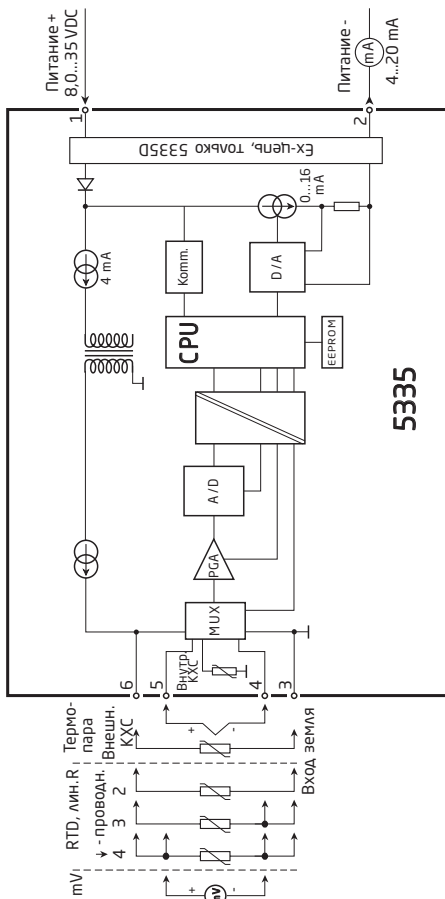 Питание+
8,0...35 VDC
1
Питание -
mA
4...20 mA
2
Ex-цепь, только 5335D
4 mA
0...16
mA
Комм.
D/A
CPU
EEPROM
A/D
PGA
MUX
Внутр.
КХС
5335
6
5
4
3
Термо-
пара
Внешн.
КХС
+
-
Вход земля
RTD, лин.R
- проводн.
2
3
4
mV
+
mV
-